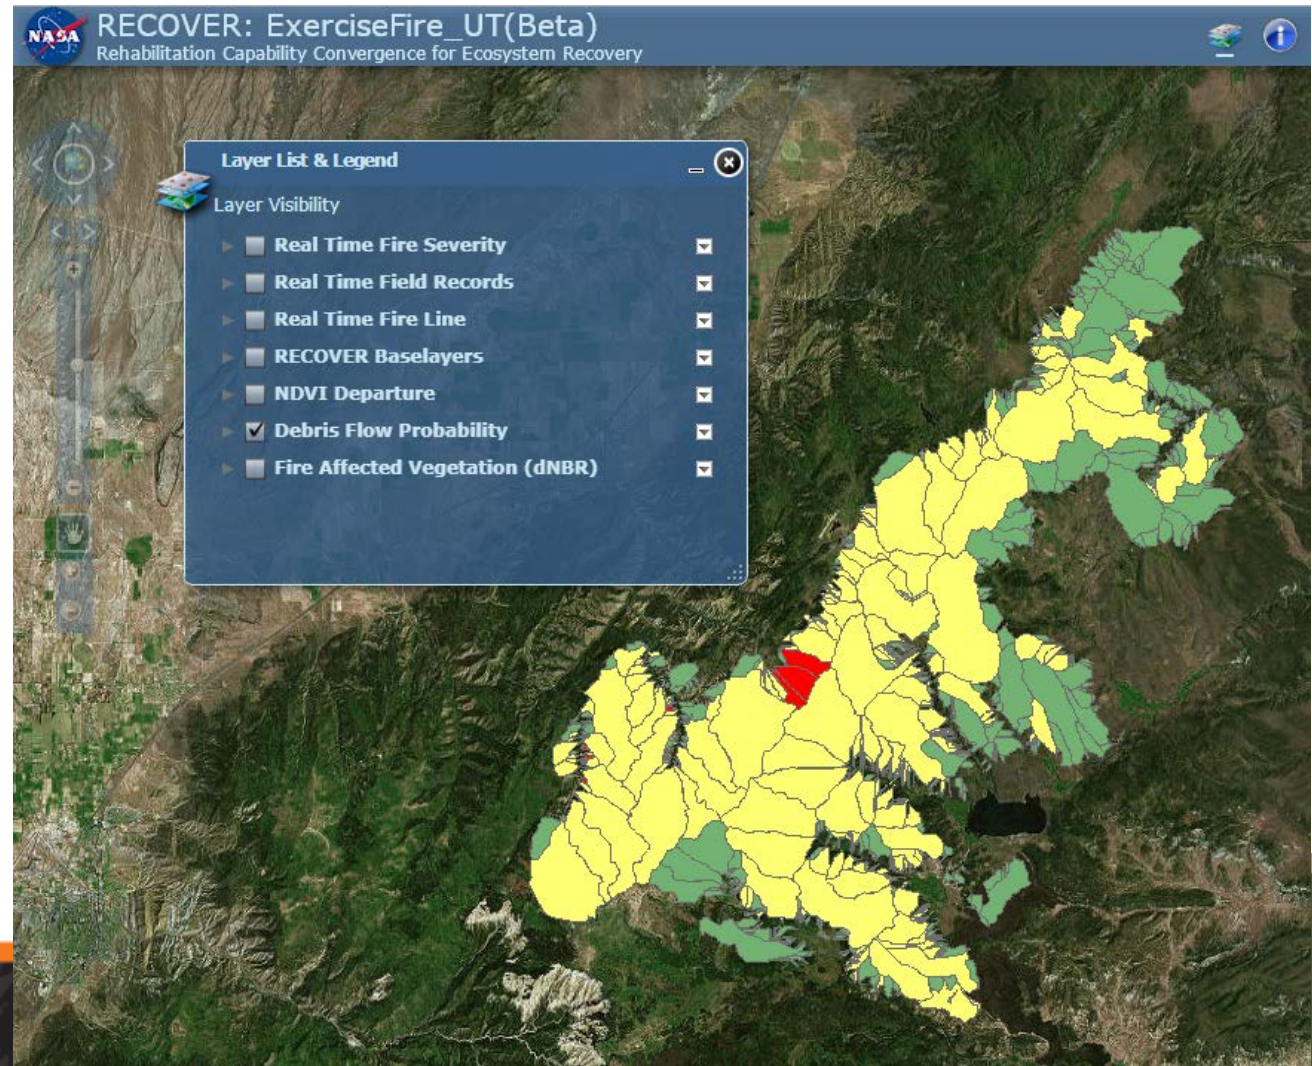 NASA
RECOVER: ExerciseFire_UT(Beta)
Rehabilitation Capability Convergence for Ecosystem Recovery
Layer List & Legend
Layer Visibility
Real Time Fire Severity
Real Time Field Records
Real Time Fire Line
RECOVER Baselayers
NDVI Departure
Debris Flow Probability
Fire Affected Vegetation (dNBR)